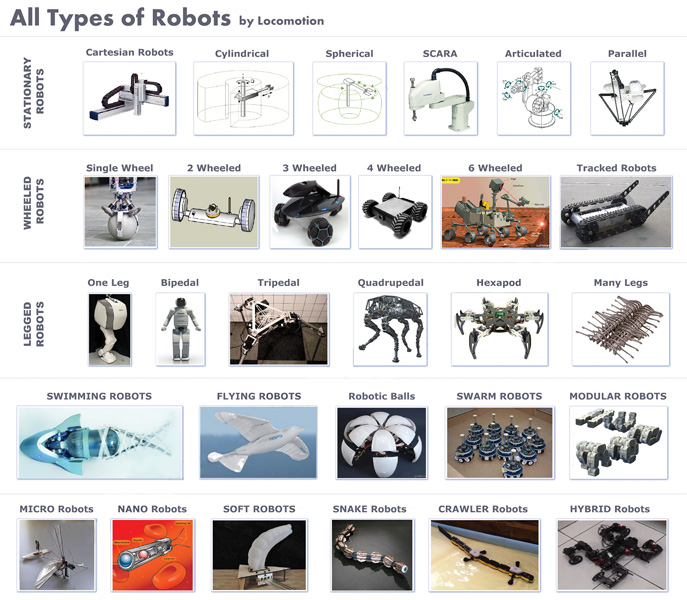 All Types of Robots by Locomotion
STATIONARY
ROBOTS
Cartesian Robots
Cylindrical
Spherical
SCARA
Articulated
Parallel
WHEELED
ROBOTS
Single Wheel
2 Wheeled
3 Wheeled
4 Wheeled
6 Wheeled
Tracked Robots
LEGGED
ROBOTS
One Leg
Bipedal
Tripedal
Quadrupedal
Hexapod
Many Legs
SWIMMING ROBOTS
FLYING ROBOTS
Robotic Balls
SWARM ROBOTS
MODULAR ROBOTS
MICRO Robots
NANO Robots
SOFT ROBOTS
SNAKE Robots
CRAWLER Robots
HYBRID Robots